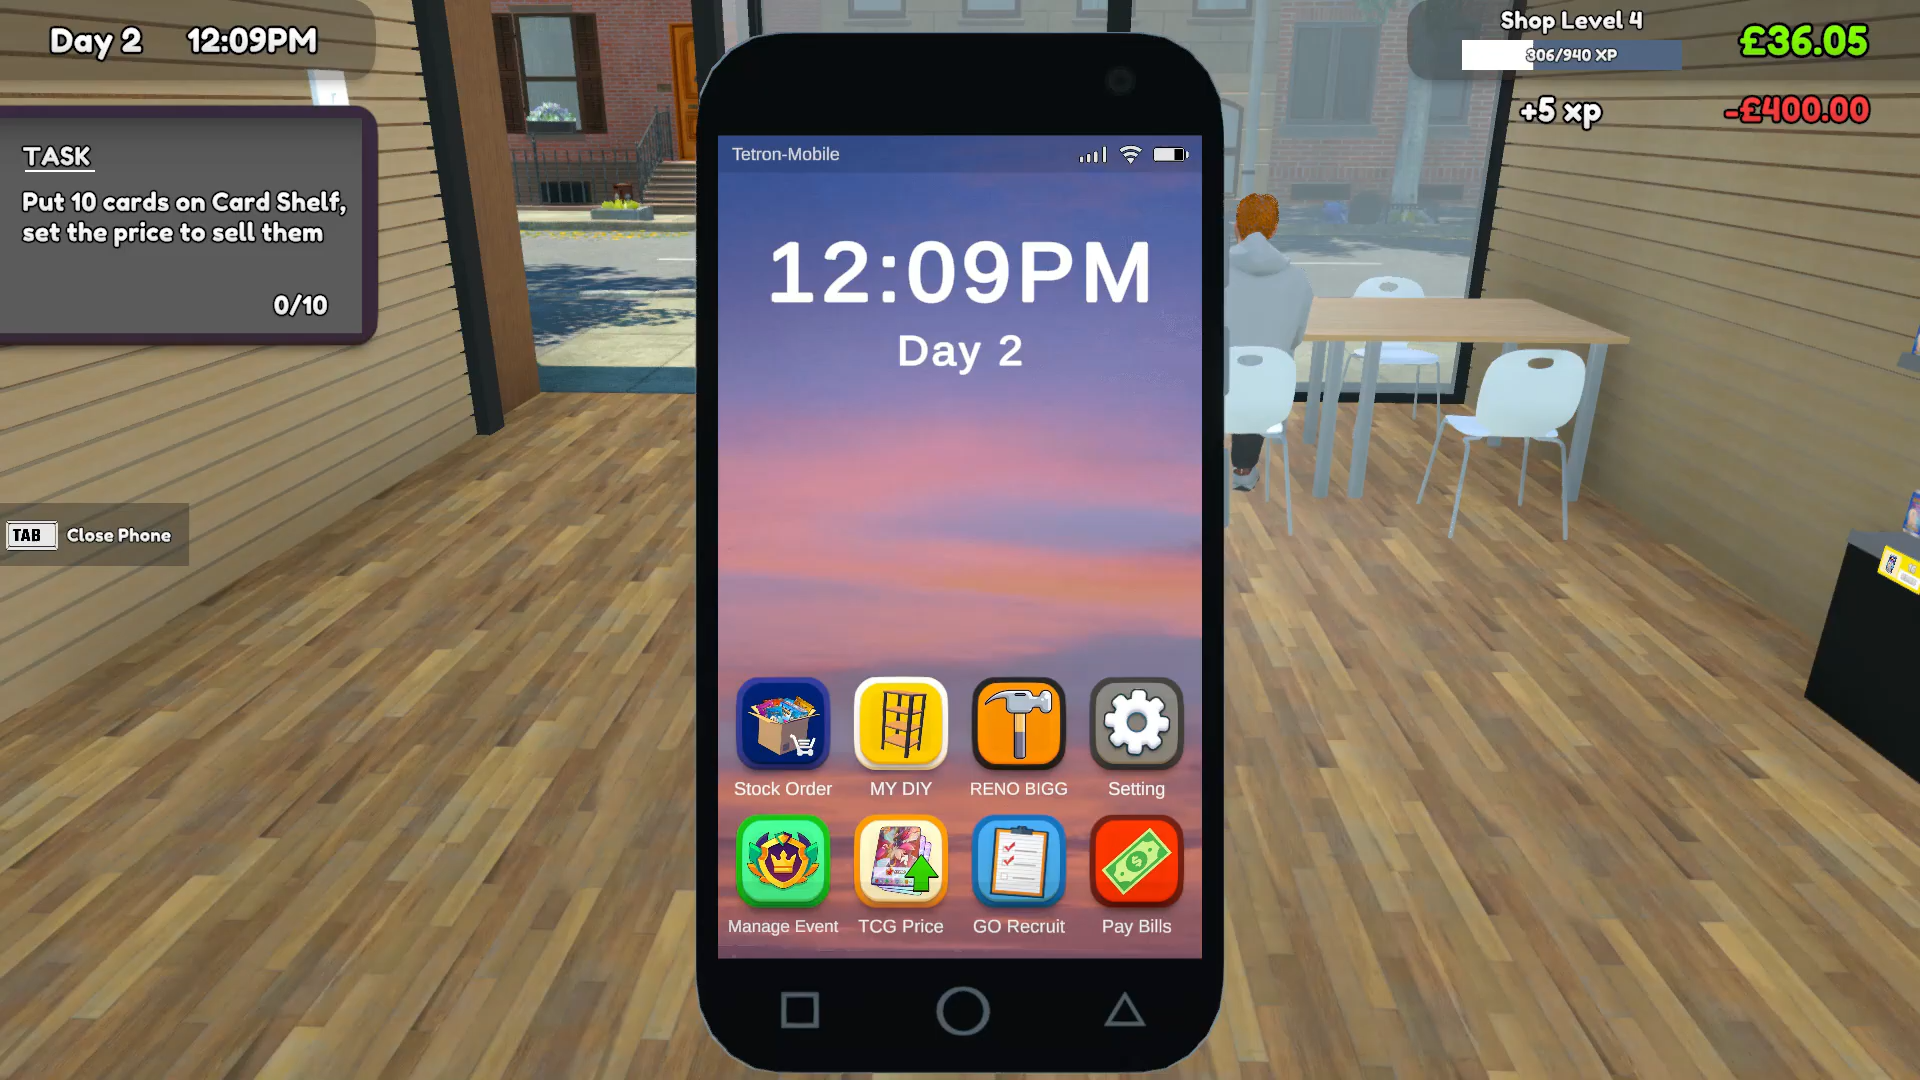 Day 2 12:09PM
Shop Level 4
306/940 XP
£36.05
+5 xp
-£400.00
TASK
Put 10 cards on Card Shelf,
set the price to sell them
0/10
TAB Close Phone
Tetron-Mobile
12:09PM
Day 2
Stock Order
MY DIY
RENO BIGG
Setting
Manage Event
TCG Price
GO Recruit
Pay Bills